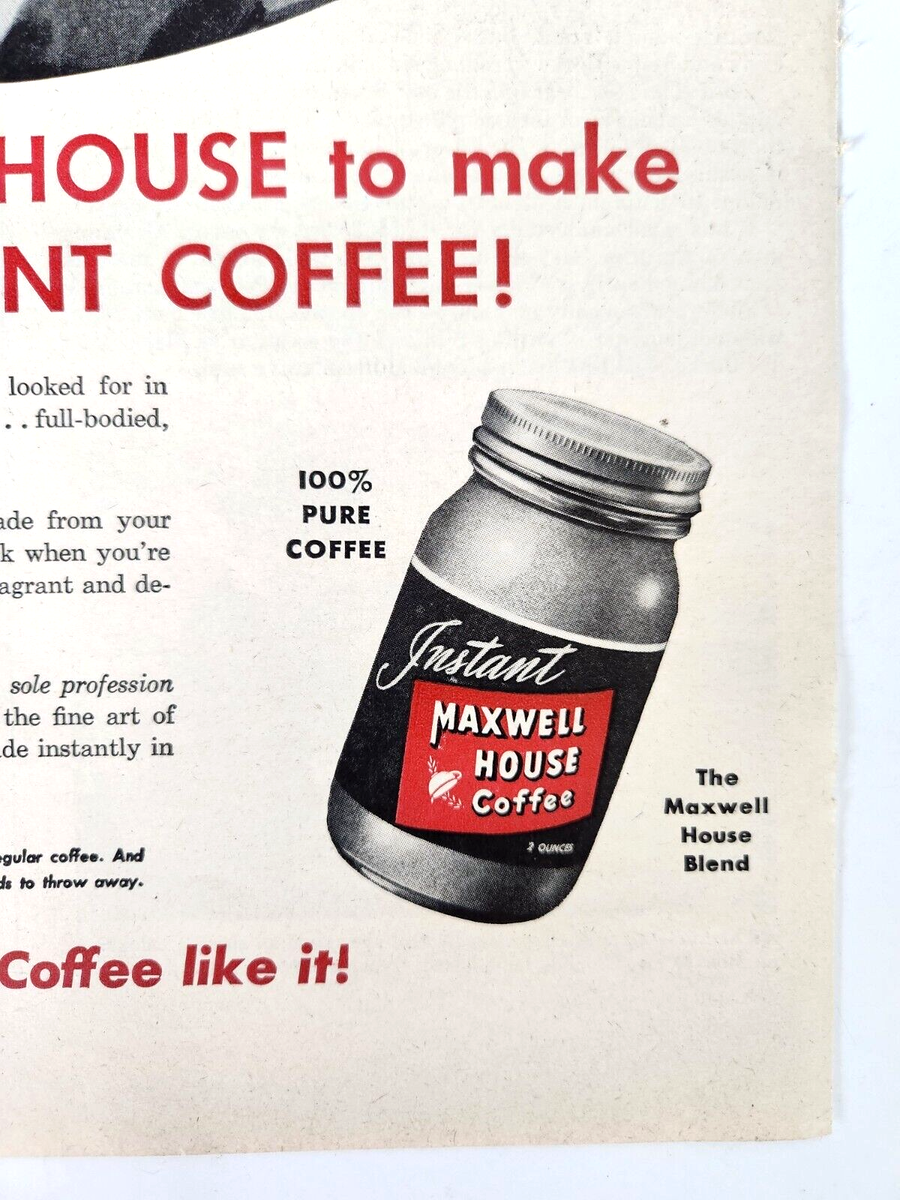 HOUSE to make
NT COFFEE!
looked for in
... full-bodied,
ade from your
k when you're
agrant and de-
sole profession
the fine art of
de instantly in
egular coffee. And
ds to throw away.
100%
PURE
COFFEE
Instant
MAXWELL
HOUSE
Coffee
2 OUNCES
The
Maxwell
House
Blend
Coffee like it!